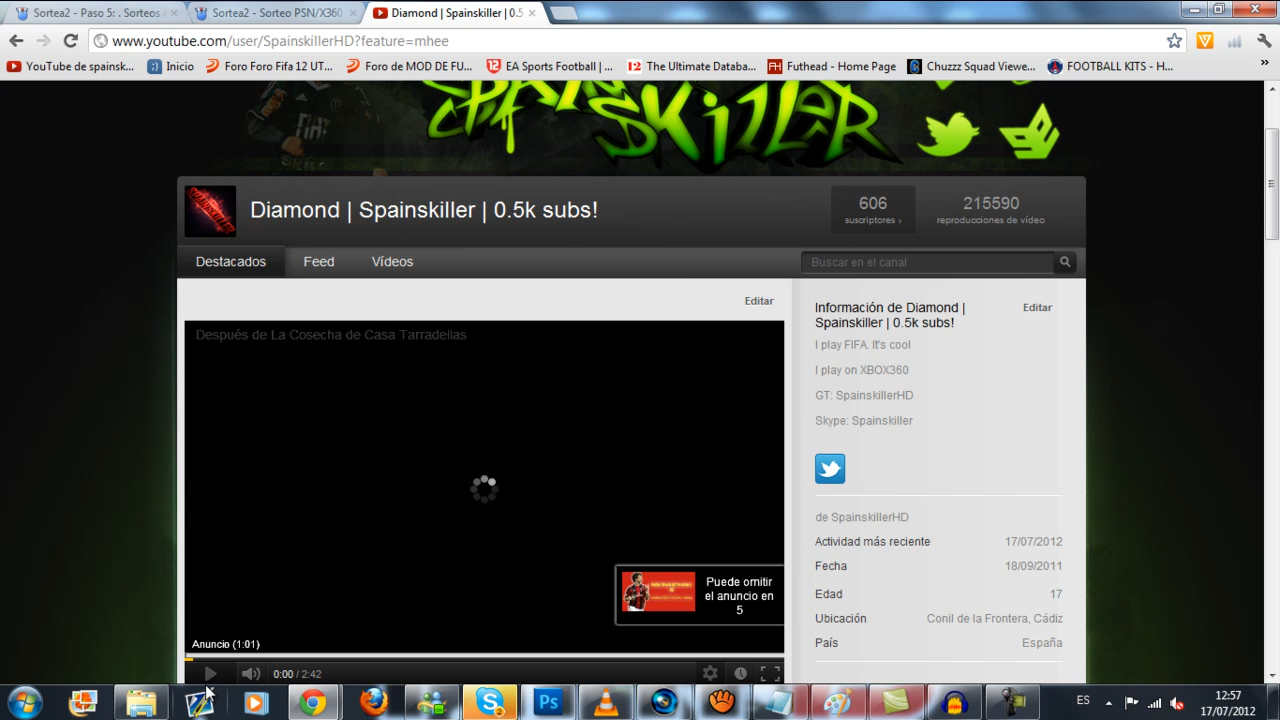 Sortea2 - Paso 5: . Sorteos
Sortea2 - Sorteo PSN/X360
Diamond | Spainskiller | 0.5
www.youtube.com/user/SpainskillerHD?feature=mhee
YouTube de spainsk...
Inicio
Foro Foro Fifa 12 UT...
Foro de MOD DE FU...
EA Sports Football | ...
The Ultimate Databa...
FH Futhead - Home Page
Chuzzz Squad Viewe...
FOOTBALL KITS - H...
»
SPAIN SKILLER
Diamond | Spainskiller | 0.5k subs!
606
suscriptores ›
215590
reproducciones de vídeo
Destacados
Feed
Vídeos
Buscar en el canal
Editar
Después de La Cosecha de Casa Tarradellas
Puede omitir
el anuncio en
5
Anuncio (1:01)
0:00 / 2:42
Información de Diamond |
Spainskiller | 0.5k subs!
Editar
I play FIFA. It's cool
I play on XBOX360
GT: SpainskillerHD
Skype: Spainskiller
de SpainskillerHD
Actividad más reciente 17/07/2012
Fecha 18/09/2011
Edad 17
Ubicación Conil de la Frontera, Cádiz
País España
2
Ps
ES
12:57
17/07/2012